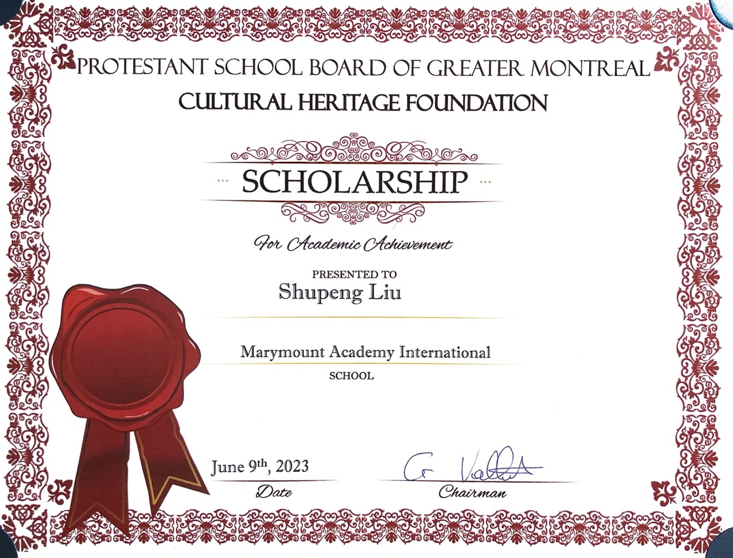 PROTESTANT SCHOOL BOARD OF GREATER MONTREAL
CULTURAL HERITAGE FOUNDATION
SCHOLARSHIP
For Academic Achievement
PRESENTED TO
Shupeng Liu
Marymount Academy International
SCHOOL
June 9th, 2023
Date
Chairman